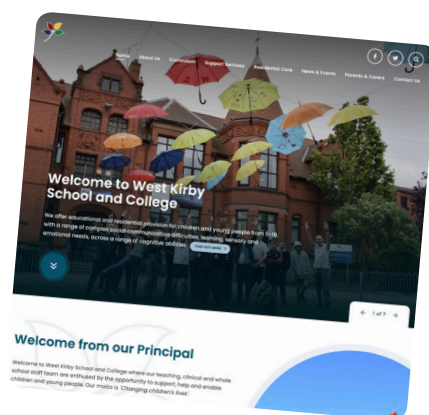 Home About Us Curriculum Support Services Residential Care News & Events Parents & Carers Contact Us
Welcome to West Kirby
School and College
We offer educational and residential provision for children and young people from 5-19,
with a range of complex social communication difficulties, learning, sensory and
emotional needs, across a range of cognitive abilities. FIND OUT MORE
1 of 7
Welcome from our Principal
Welcome to West Kirby School and College where our teaching, clinical and whole
school staff team are enthused by the opportunity to support, help and enable
children and young people. Our motto is 'Changing children's lives'.